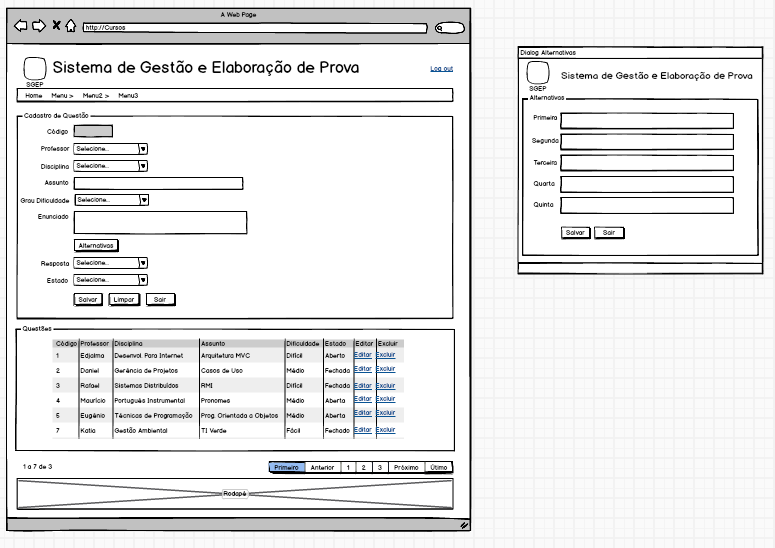 A Web Page
http://Cursos
Sistema de Gestão e Elaboração de Prova
Log out
SGEP
Home Menu > Menu2 > Menu3
Cadastro de Questão
Código
Professor Selecione...
Disciplina Selecione...
Assunto
Grau Dificuldade Selecione...
Enunciado
Alternativas
Resposta Selecione...
Estado Selecione...
Salvar Limpar Sair
Questões
Código Professor Disciplina Assunto Dificuldade Estado Editar Excluir
1 Edjalma Desenvol. Para Internet Arquitetura MVC Difícil Aberto Editar Excluir
2 Daniel Gerência de Projetos Casos de Uso Médio Fechado Editar Excluir
3 Rafael Sistemas Distribuídos RMI Difícil Fechado Editar Excluir
4 Maurício Português Instrumental Pronomes Médio Aberta Editar Excluir
5 Eugênio Técnicas de Programação Prog. Orientada a Objetos Médio Aberta Editar Excluir
7 Katia Gestão Ambiental TI Verde Fácil Fechado Editar Excluir
1 a 7 de 3
Primeiro Anterior 1 2 3 Próximo Útimo
Rodapé
Dialog Alternativas
Sistema de Gestão e Elaboração de Prova
SGEP
Alternativas
Primeira
Segunda
Terceira
Quarta
Quinta
Salvar Sair